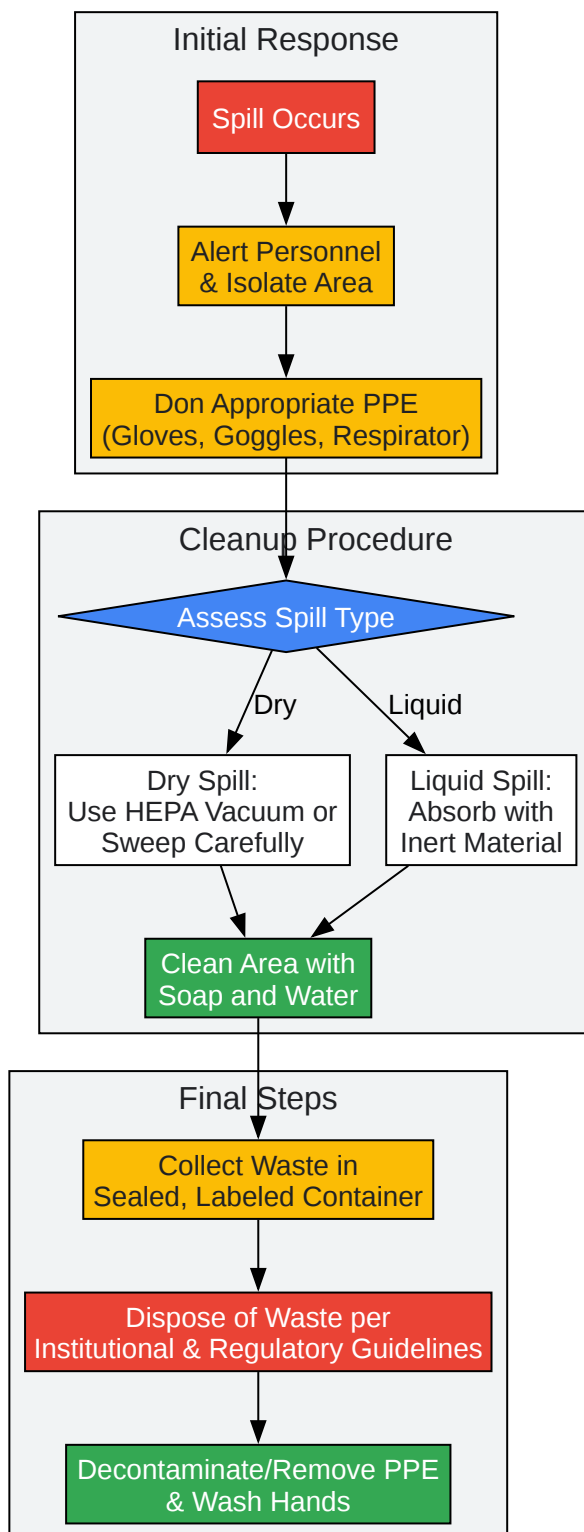 Initial Response
Spill Occurs
Alert Personnel
& Isolate Area
Don Appropriate PPE
(Gloves, Goggles, Respirator)
Cleanup Procedure
Assess Spill Type
Dry
Liquid
Dry Spill:
Use HEPA Vacuum or
Sweep Carefully
Liquid Spill:
Absorb with
Inert Material
Clean Area with
Soap and Water
Final Steps
Collect Waste in
Sealed, Labeled Container
Dispose of Waste per
Institutional & Regulatory Guidelines
Decontaminate/Remove PPE
& Wash Hands